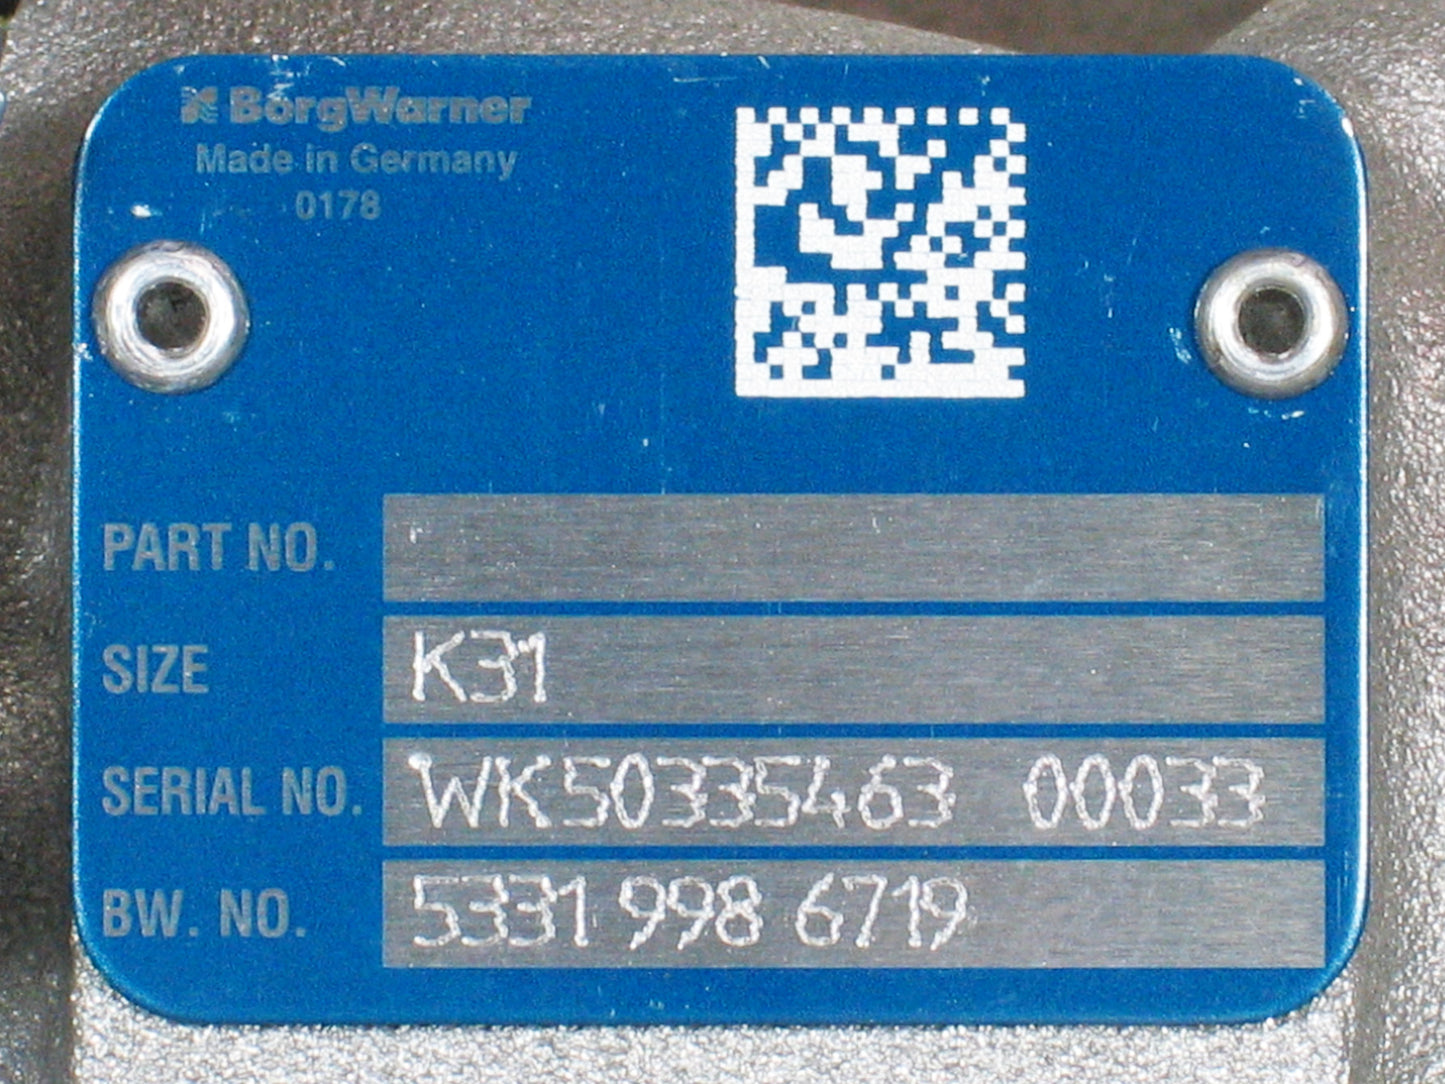 BorgWarner
Made in Germany
0178
PART NO.
SIZE K31
SERIAL NO. WK50335463 00033
BW. NO. 5331 998 6719